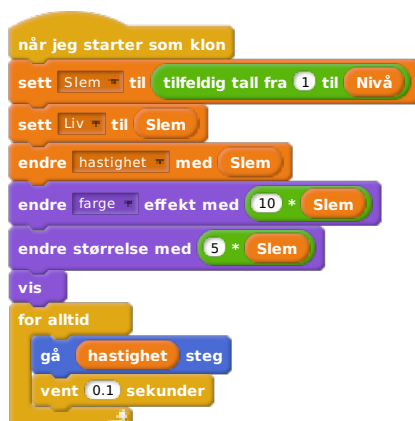 når jeg starter som klon
sett Slem til tilfeldig tall fra 1 til Nivå
sett Liv til Slem
endre hastighet med Slem
endre farge effekt med 10 * Slem
endre størrelse med 5 * Slem
vis
for alltid
gå hastighet steg
vent 0.1 sekunder